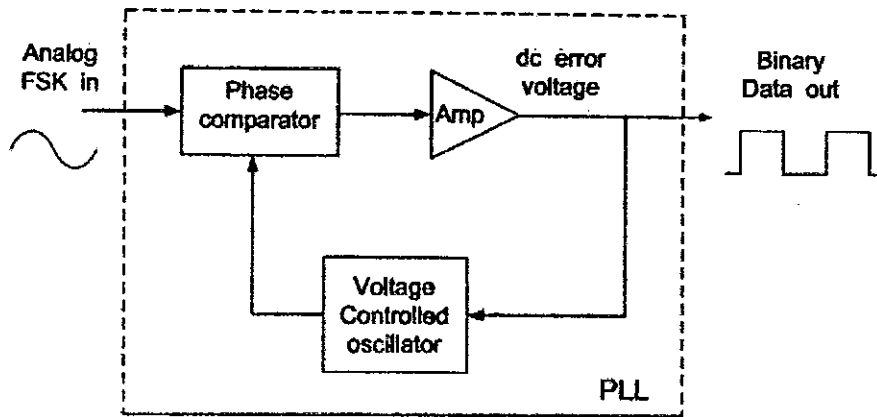 Analog
FSK in
Phase
comparator
Amp
dc error
voltage
Binary
Data out
Voltage
Controlled
oscillator
PLL